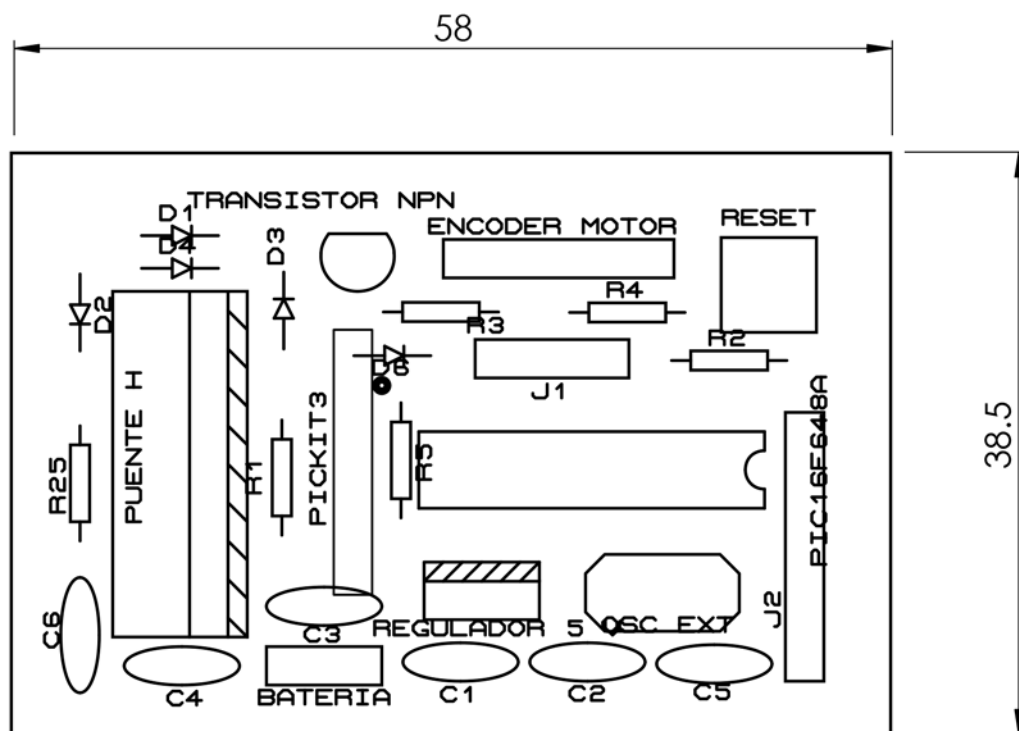 58
TRANSISTOR NPN
D1
D4
D3
ENCODER MOTOR
RESET
D2
R4
R3
R2
D6
J1
38.5
PUENTE H
PICKIT3
PIC16F648A
R25
R1
R5
J2
C6
C3
REGULADOR 5 V
OSC EXT
C4
BATERIA
C1
C2
C5